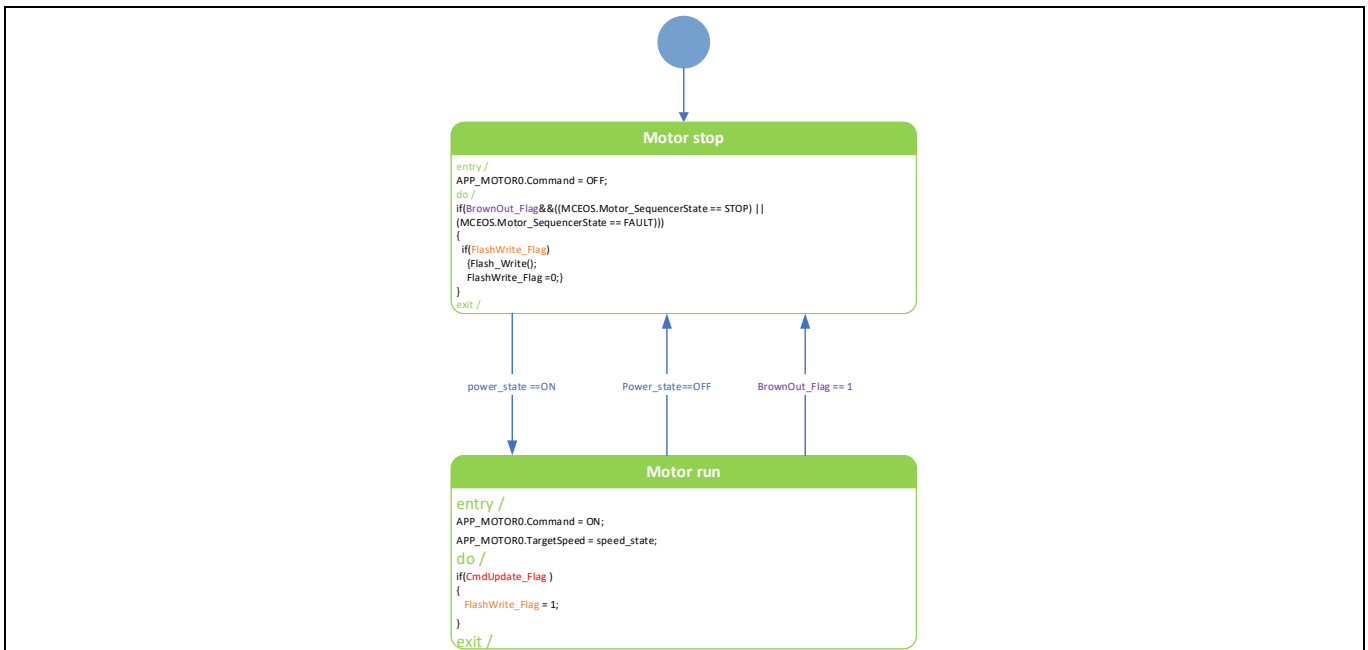 Motor stop
entry /
APP_MOTOR0.Command = OFF;
do /
if(BrownOut_Flag&&((MCEOS.Motor_SequencerState == STOP) ||
(MCEOS.Motor_SequencerState == FAULT)))
{
if(FlashWrite_Flag)
{Flash_Write();
FlashWrite_Flag =0;}
}
exit /
power_state ==ON
Power_state==OFF
BrownOut_Flag == 1
Motor run
entry /
APP_MOTOR0.Command = ON;
APP_MOTOR0.TargetSpeed = speed_state;
do /
if(CmdUpdate_Flag )
{
FlashWrite_Flag = 1;
}
exit /